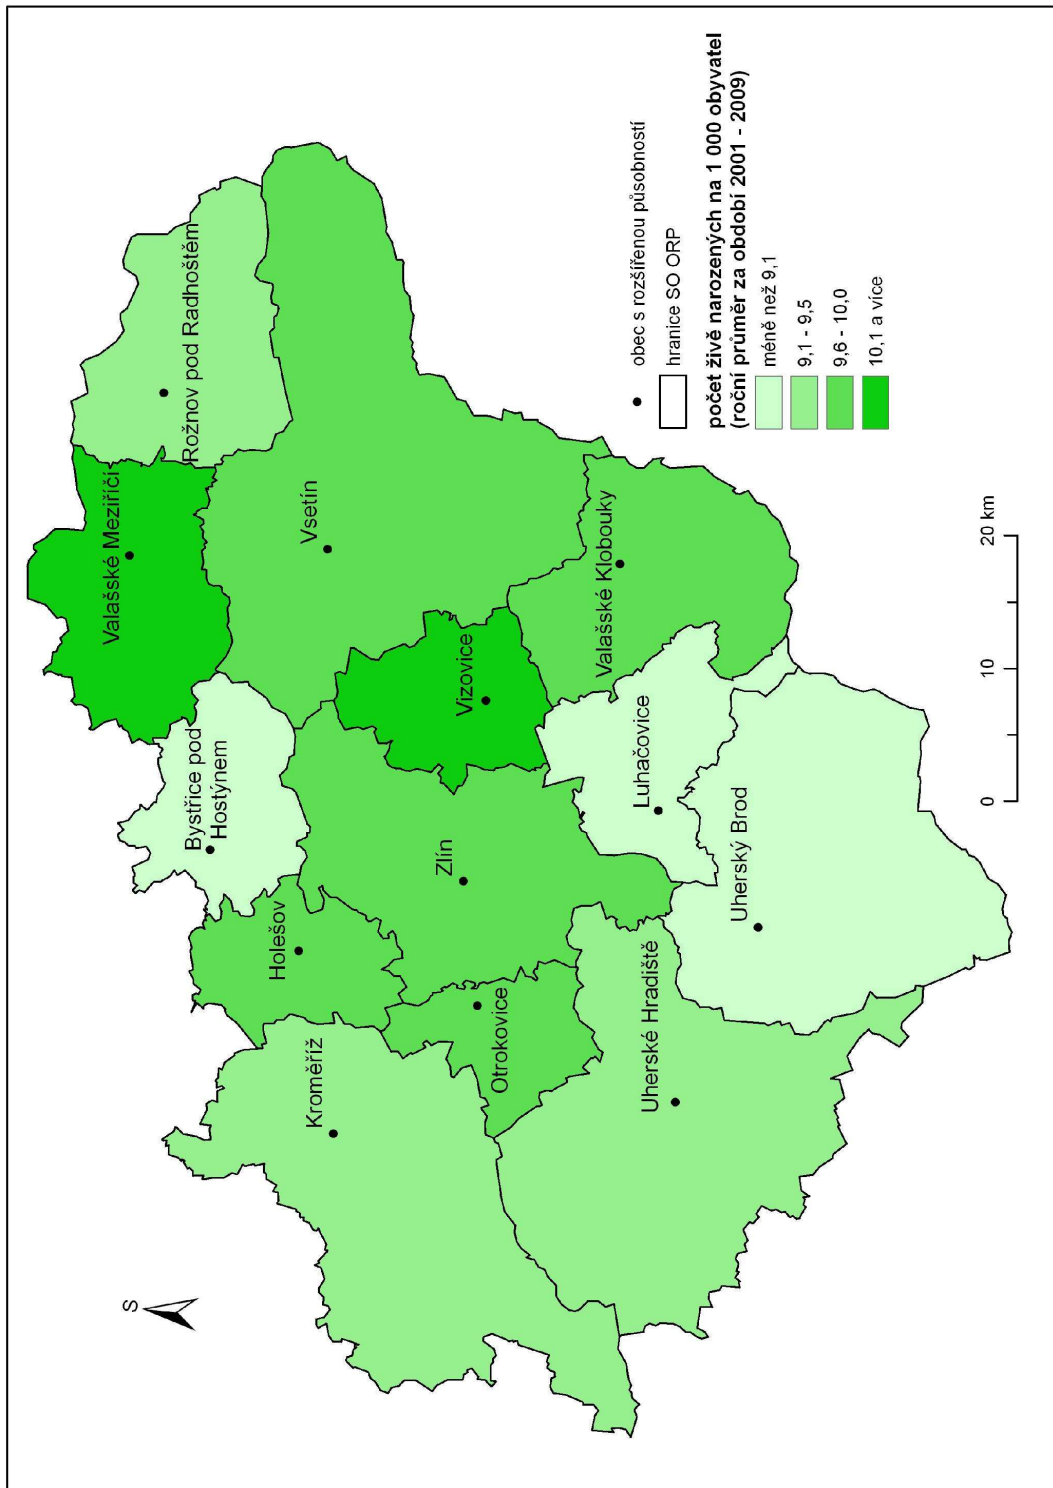 S
Valašské Meziříčí
Rožnov pod Radhoštěm
Bystřice pod
Hostýnem
Holešov
Kroměříž
Vsetín
Vizovice
Zlín
Otrokovice
Valašské Klobouky
Luhačovice
Uherské Hradiště
Uherský Brod
obec s rozšířenou působností
hranice SO ORP
počet živě narozených na 1 000 obyvatel
(roční průměr za období 2001 - 2009)
méně než 9,1
9,1 - 9,5
9,6 - 10,0
10,1 a více
0 10 20 km